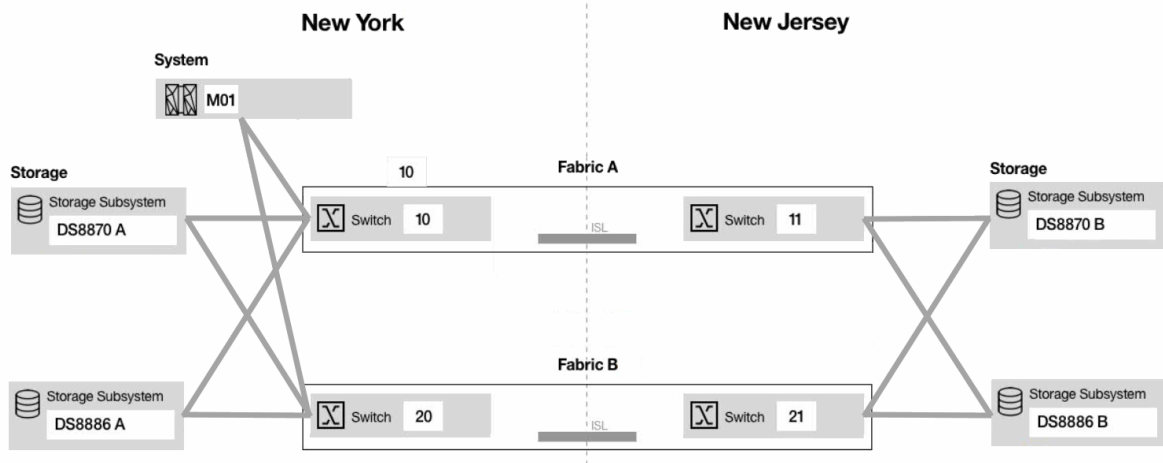 New York
New Jersey
System
M01
Storage
Storage Subsystem
DS8870 A
10
Fabric A
Switch 10
ISL
Switch 11
Storage
Storage Subsystem
DS8870 B
Storage Subsystem
DS8886 A
Fabric B
Switch 20
ISL
Switch 21
Storage Subsystem
DS8886 B